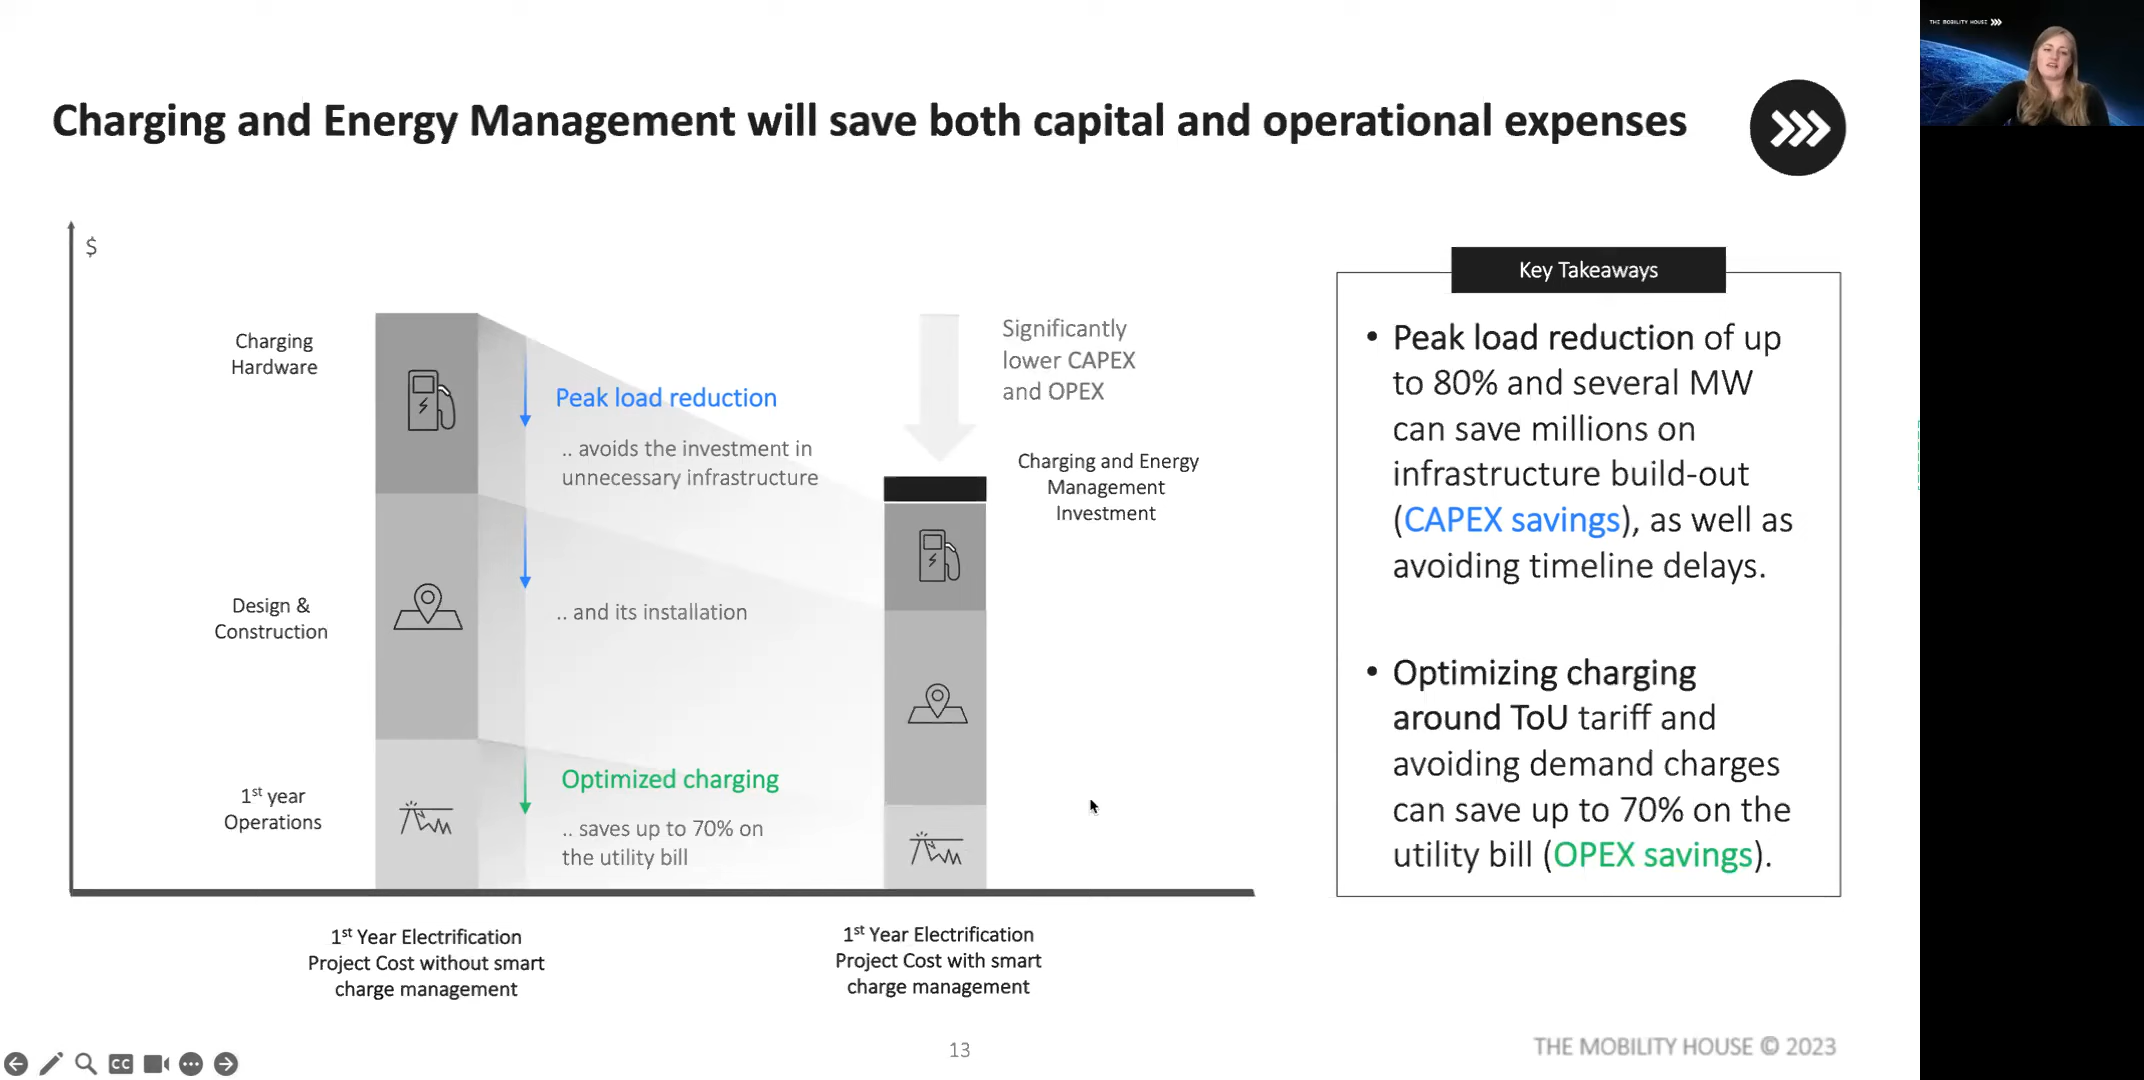 THE MOBILITY HOUSE
Charging and Energy Management will save both capital and operational expenses
$
Charging
Hardware
Design &
Construction
1st year
Operations
Peak load reduction
.. avoids the investment in
unnecessary infrastructure
.. and its installation
Optimized charging
.. saves up to 70% on
the utility bill
Significantly
lower CAPEX
and OPEX
Charging and Energy
Management
Investment
1st Year Electrification
Project Cost without smart
charge management
1st Year Electrification
Project Cost with smart
charge management
Key Takeaways
• Peak load reduction of up
to 80% and several MW
can save millions on
infrastructure build-out
(CAPEX savings), as well as
avoiding timeline delays.
• Optimizing charging
around ToU tariff and
avoiding demand charges
can save up to 70% on the
utility bill (OPEX savings).
CC
13
THE MOBILITY HOUSE © 2023